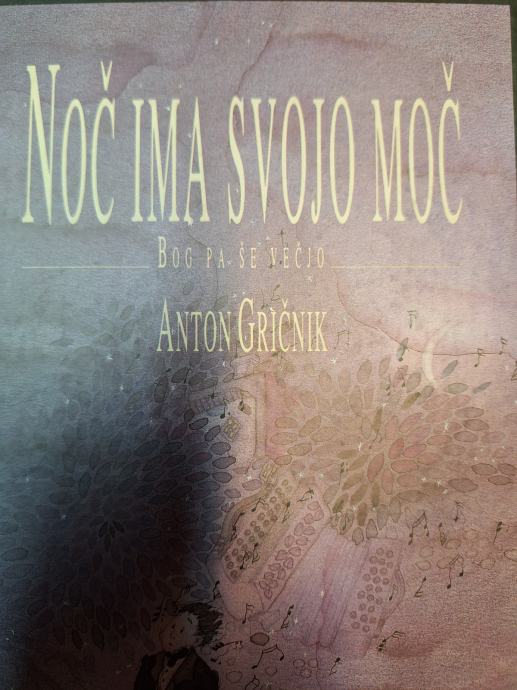 NOČ IMA SVOJO MOČ
BOG PA ŠE VEČJO
ANTON GRIČNIK